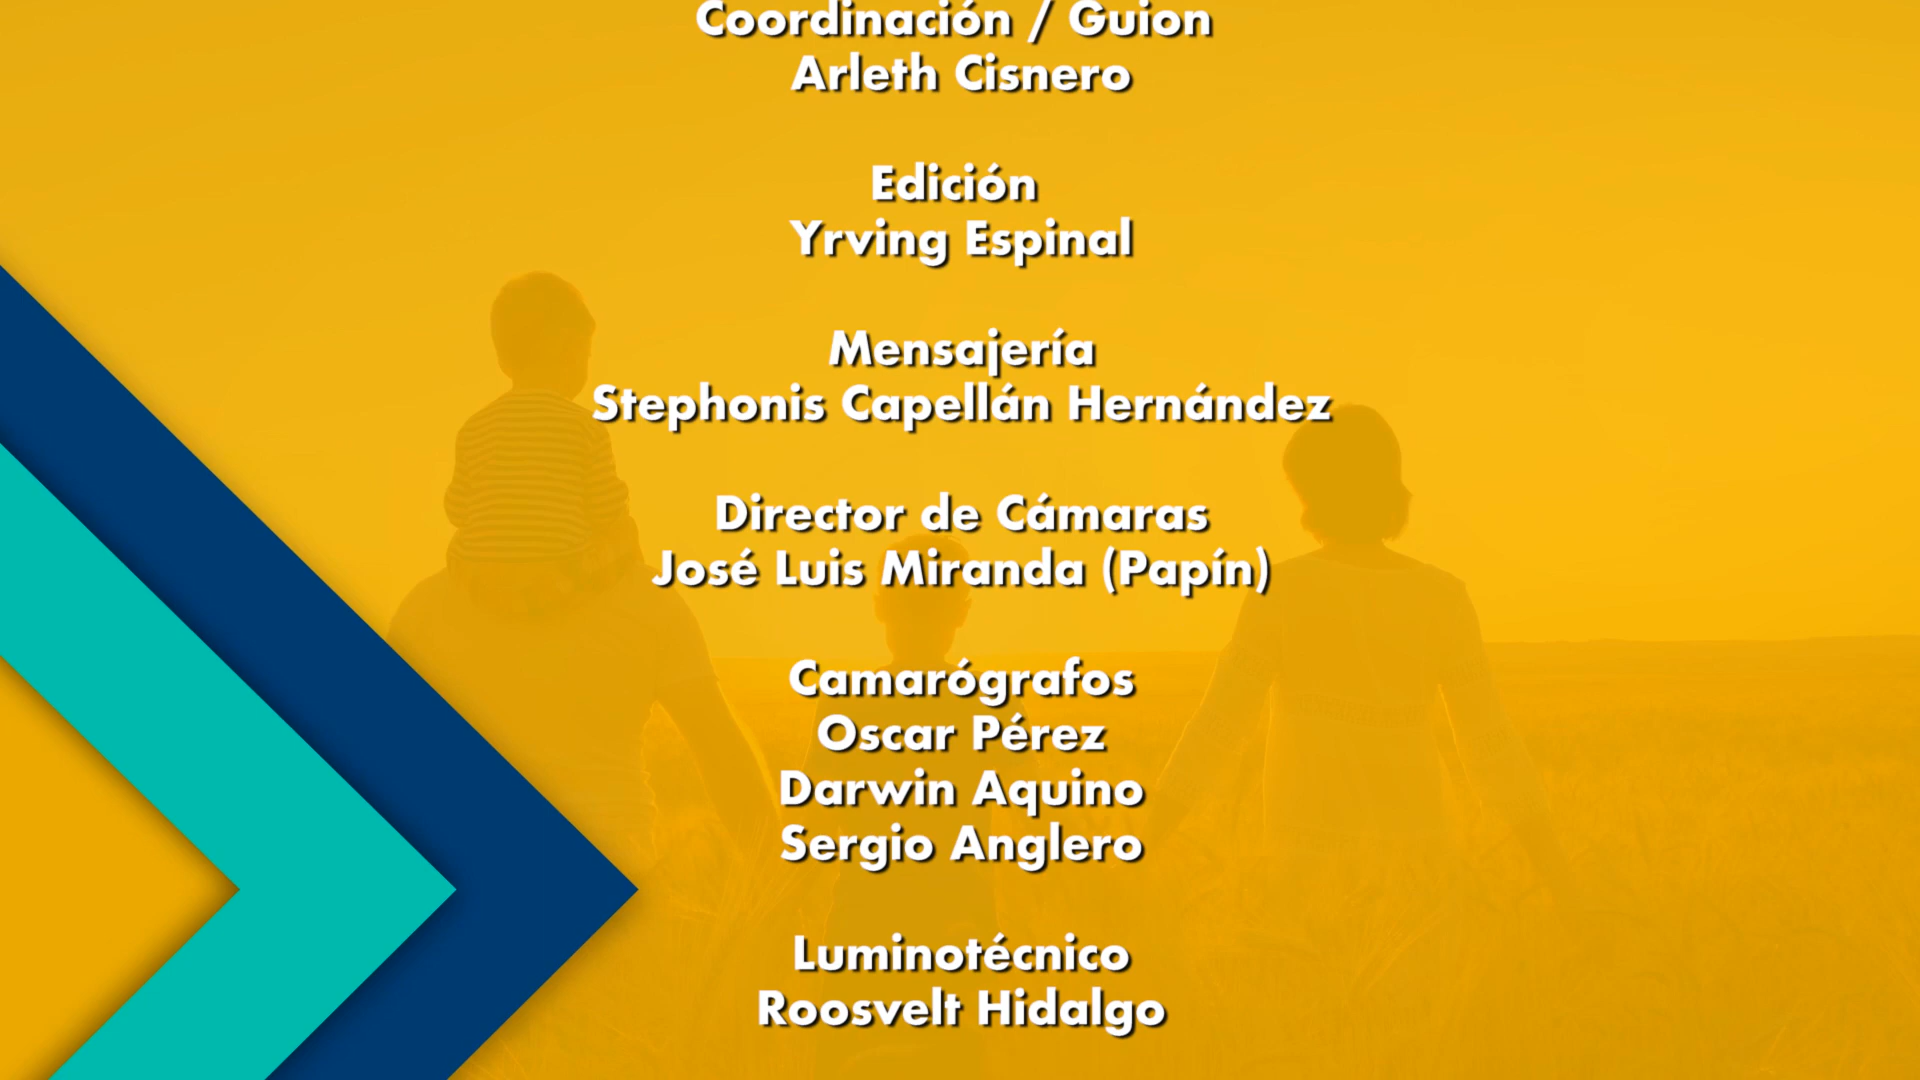 Coordinación / Guion
Arleth Cisnero
Edición
Yrving Espinal
Mensajería
Stephonis Capellán Hernández
Director de Cámaras
José Luis Miranda (Papín)
Camarógrafos
Oscar Pérez
Darwin Aquino
Sergio Anglero
Luminotécnico
Roosvelt Hidalgo